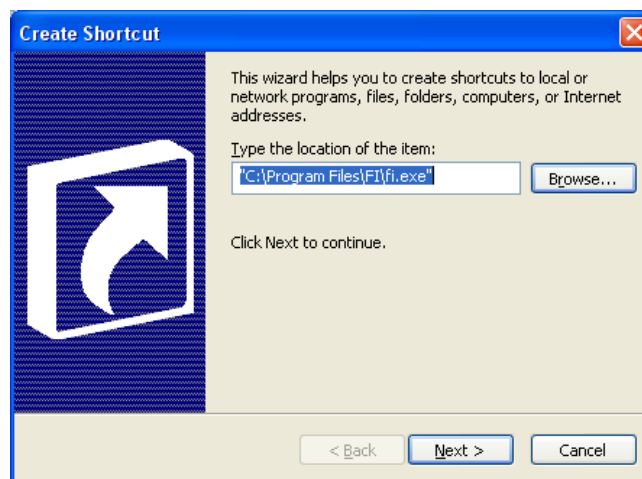 Create Shortcut
This wizard helps you to create shortcuts to local or
network programs, files, folders, computers, or Internet
addresses.
Type the location of the item:
"C:\Program Files\FI\fi.exe"
Browse...
Click Next to continue.
< Back
Next >
Cancel